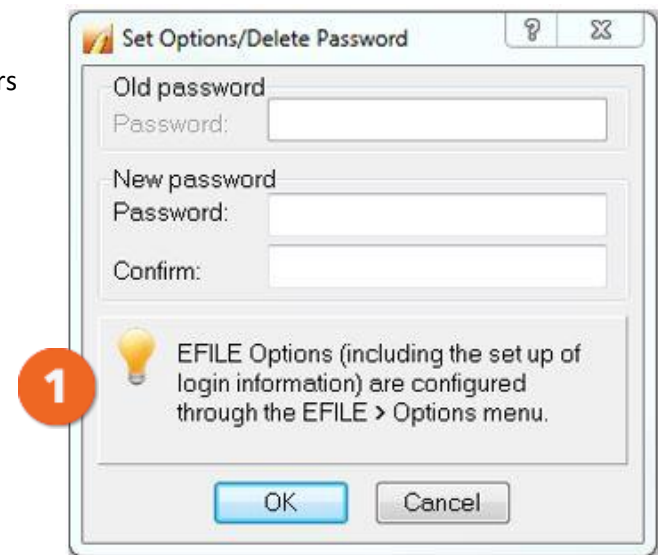 Set Options/Delete Password
rs
Old password
Password:
New password
Password:
Confirm:
1
EFILE Options (including the set up of
login information) are configured
through the EFILE > Options menu.
OK Cancel